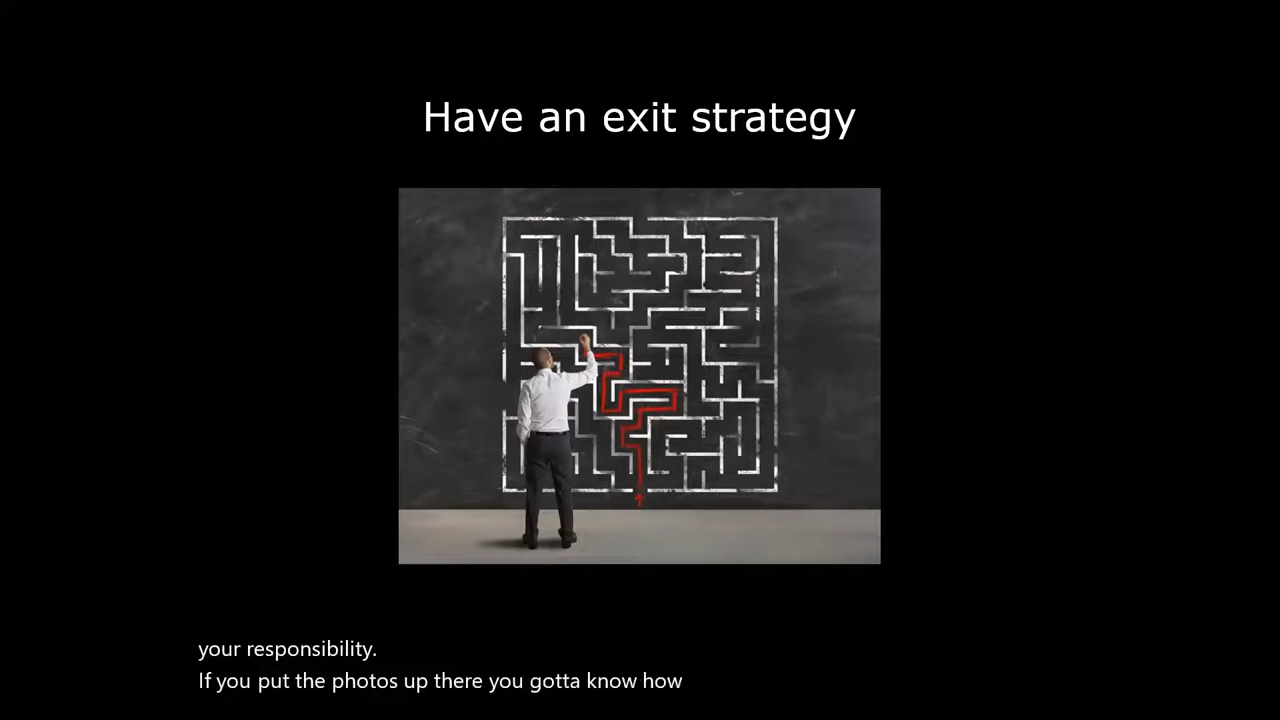 Have an exit strategy
your responsibility.
If you put the photos up there you gotta know how